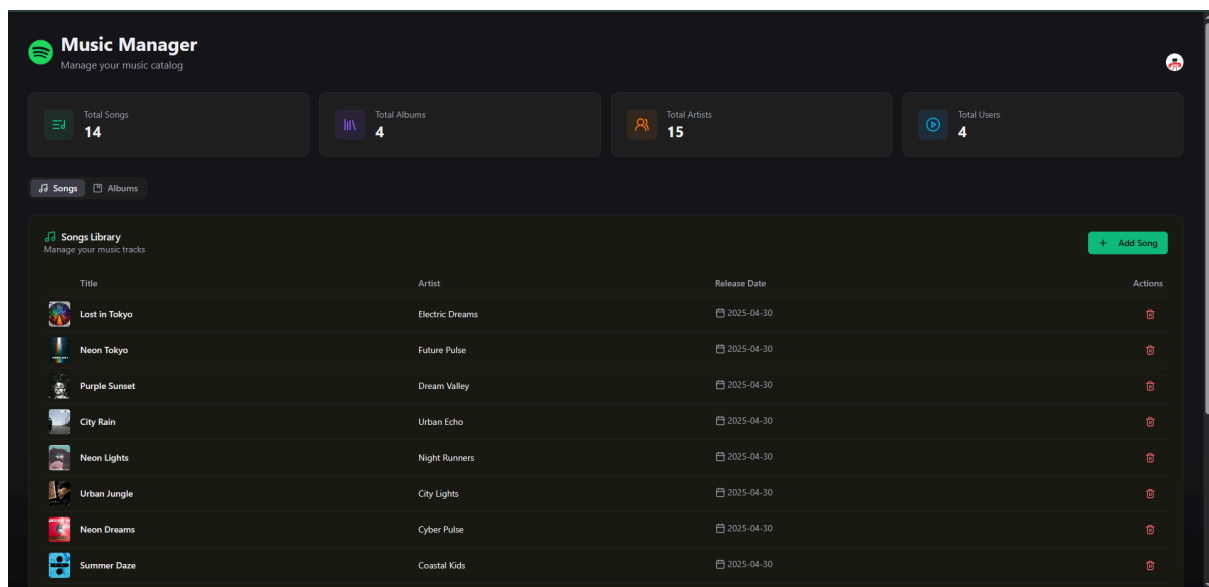 Music Manager
Manage your music catalog
Total Songs
14
Total Albums
4
Total Artists
15
Total Users
4
Songs Albums
Songs Library
Manage your music tracks
+ Add Song
Title Artist Release Date Actions
Lost in Tokyo Electric Dreams 2025-04-30
Neon Tokyo Future Pulse 2025-04-30
Purple Sunset Dream Valley 2025-04-30
City Rain Urban Echo 2025-04-30
Neon Lights Night Runners 2025-04-30
Urban Jungle City Lights 2025-04-30
Neon Dreams Cyber Pulse 2025-04-30
Summer Daze Coastal Kids 2025-04-30